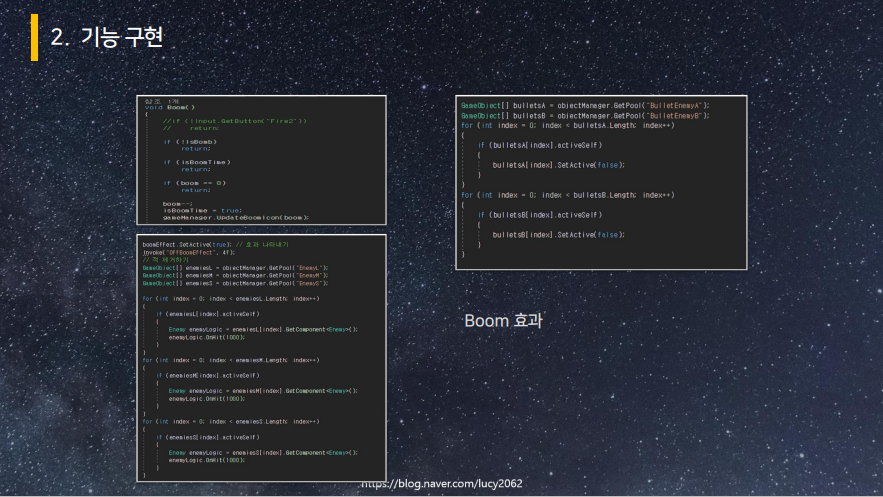 2. 기능 구현
참조 1개
void Boom()
{
//if (!Input.GetButton("Fire2"))
//    return;
if (!isBomb)
return;
if (isBoomTime)
return;
if (boom == 0)
return;
boom--;
isBoomTime = true;
gameManager.UpdateBoomIcon(boom);
boomEffect.SetActive(true); // 효과 나타내기
Invoke("OffBoomEffect", 4f);
// 적 제거하기
GameObject[] enemiesL = objectManager.GetPool("EnemyL");
GameObject[] enemiesM = objectManager.GetPool("EnemyM");
GameObject[] enemiesS = objectManager.GetPool("EnemyS");
for (int index = 0; index < enemiesL.Length; index++)
{
if (enemiesL[index].activeSelf)
{
Enemy enemyLogic = enemiesL[index].GetComponent<Enemy>();
enemyLogic.OnHit(1000);
}
}
for (int index = 0; index < enemiesM.Length; index++)
{
if (enemiesM[index].activeSelf)
{
Enemy enemyLogic = enemiesM[index].GetComponent<Enemy>();
enemyLogic.OnHit(1000);
}
}
for (int index = 0; index < enemiesS.Length; index++)
{
if (enemiesS[index].activeSelf)
{
Enemy enemyLogic = enemiesS[index].GetComponent<Enemy>();
enemyLogic.OnHit(1000);
}
}
GameObject[] bulletsA = objectManager.GetPool("BulletEnemyA");
GameObject[] bulletsB = objectManager.GetPool("BulletEnemyB");
for (int index = 0; index < bulletsA.Length; index++)
{
if (bulletsA[index].activeSelf)
{
bulletsA[index].SetActive(false);
}
}
for (int index = 0; index < bulletsB.Length; index++)
{
if (bulletsB[index].activeSelf)
{
bulletsB[index].SetActive(false);
}
}
Boom 효과
https://blog.naver.com/lucy2062